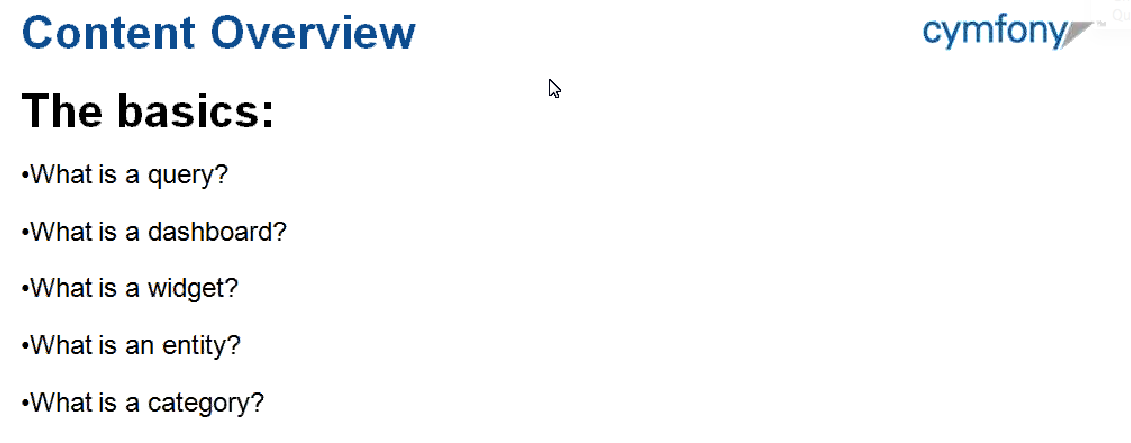 Content Overview
cymfony™
The basics:
•What is a query?
•What is a dashboard?
•What is a widget?
•What is an entity?
•What is a category?